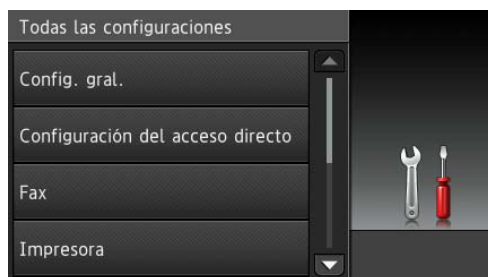 Todas las configuraciones
Config. gral.
Configuración del acceso directo
Fax
Impresora